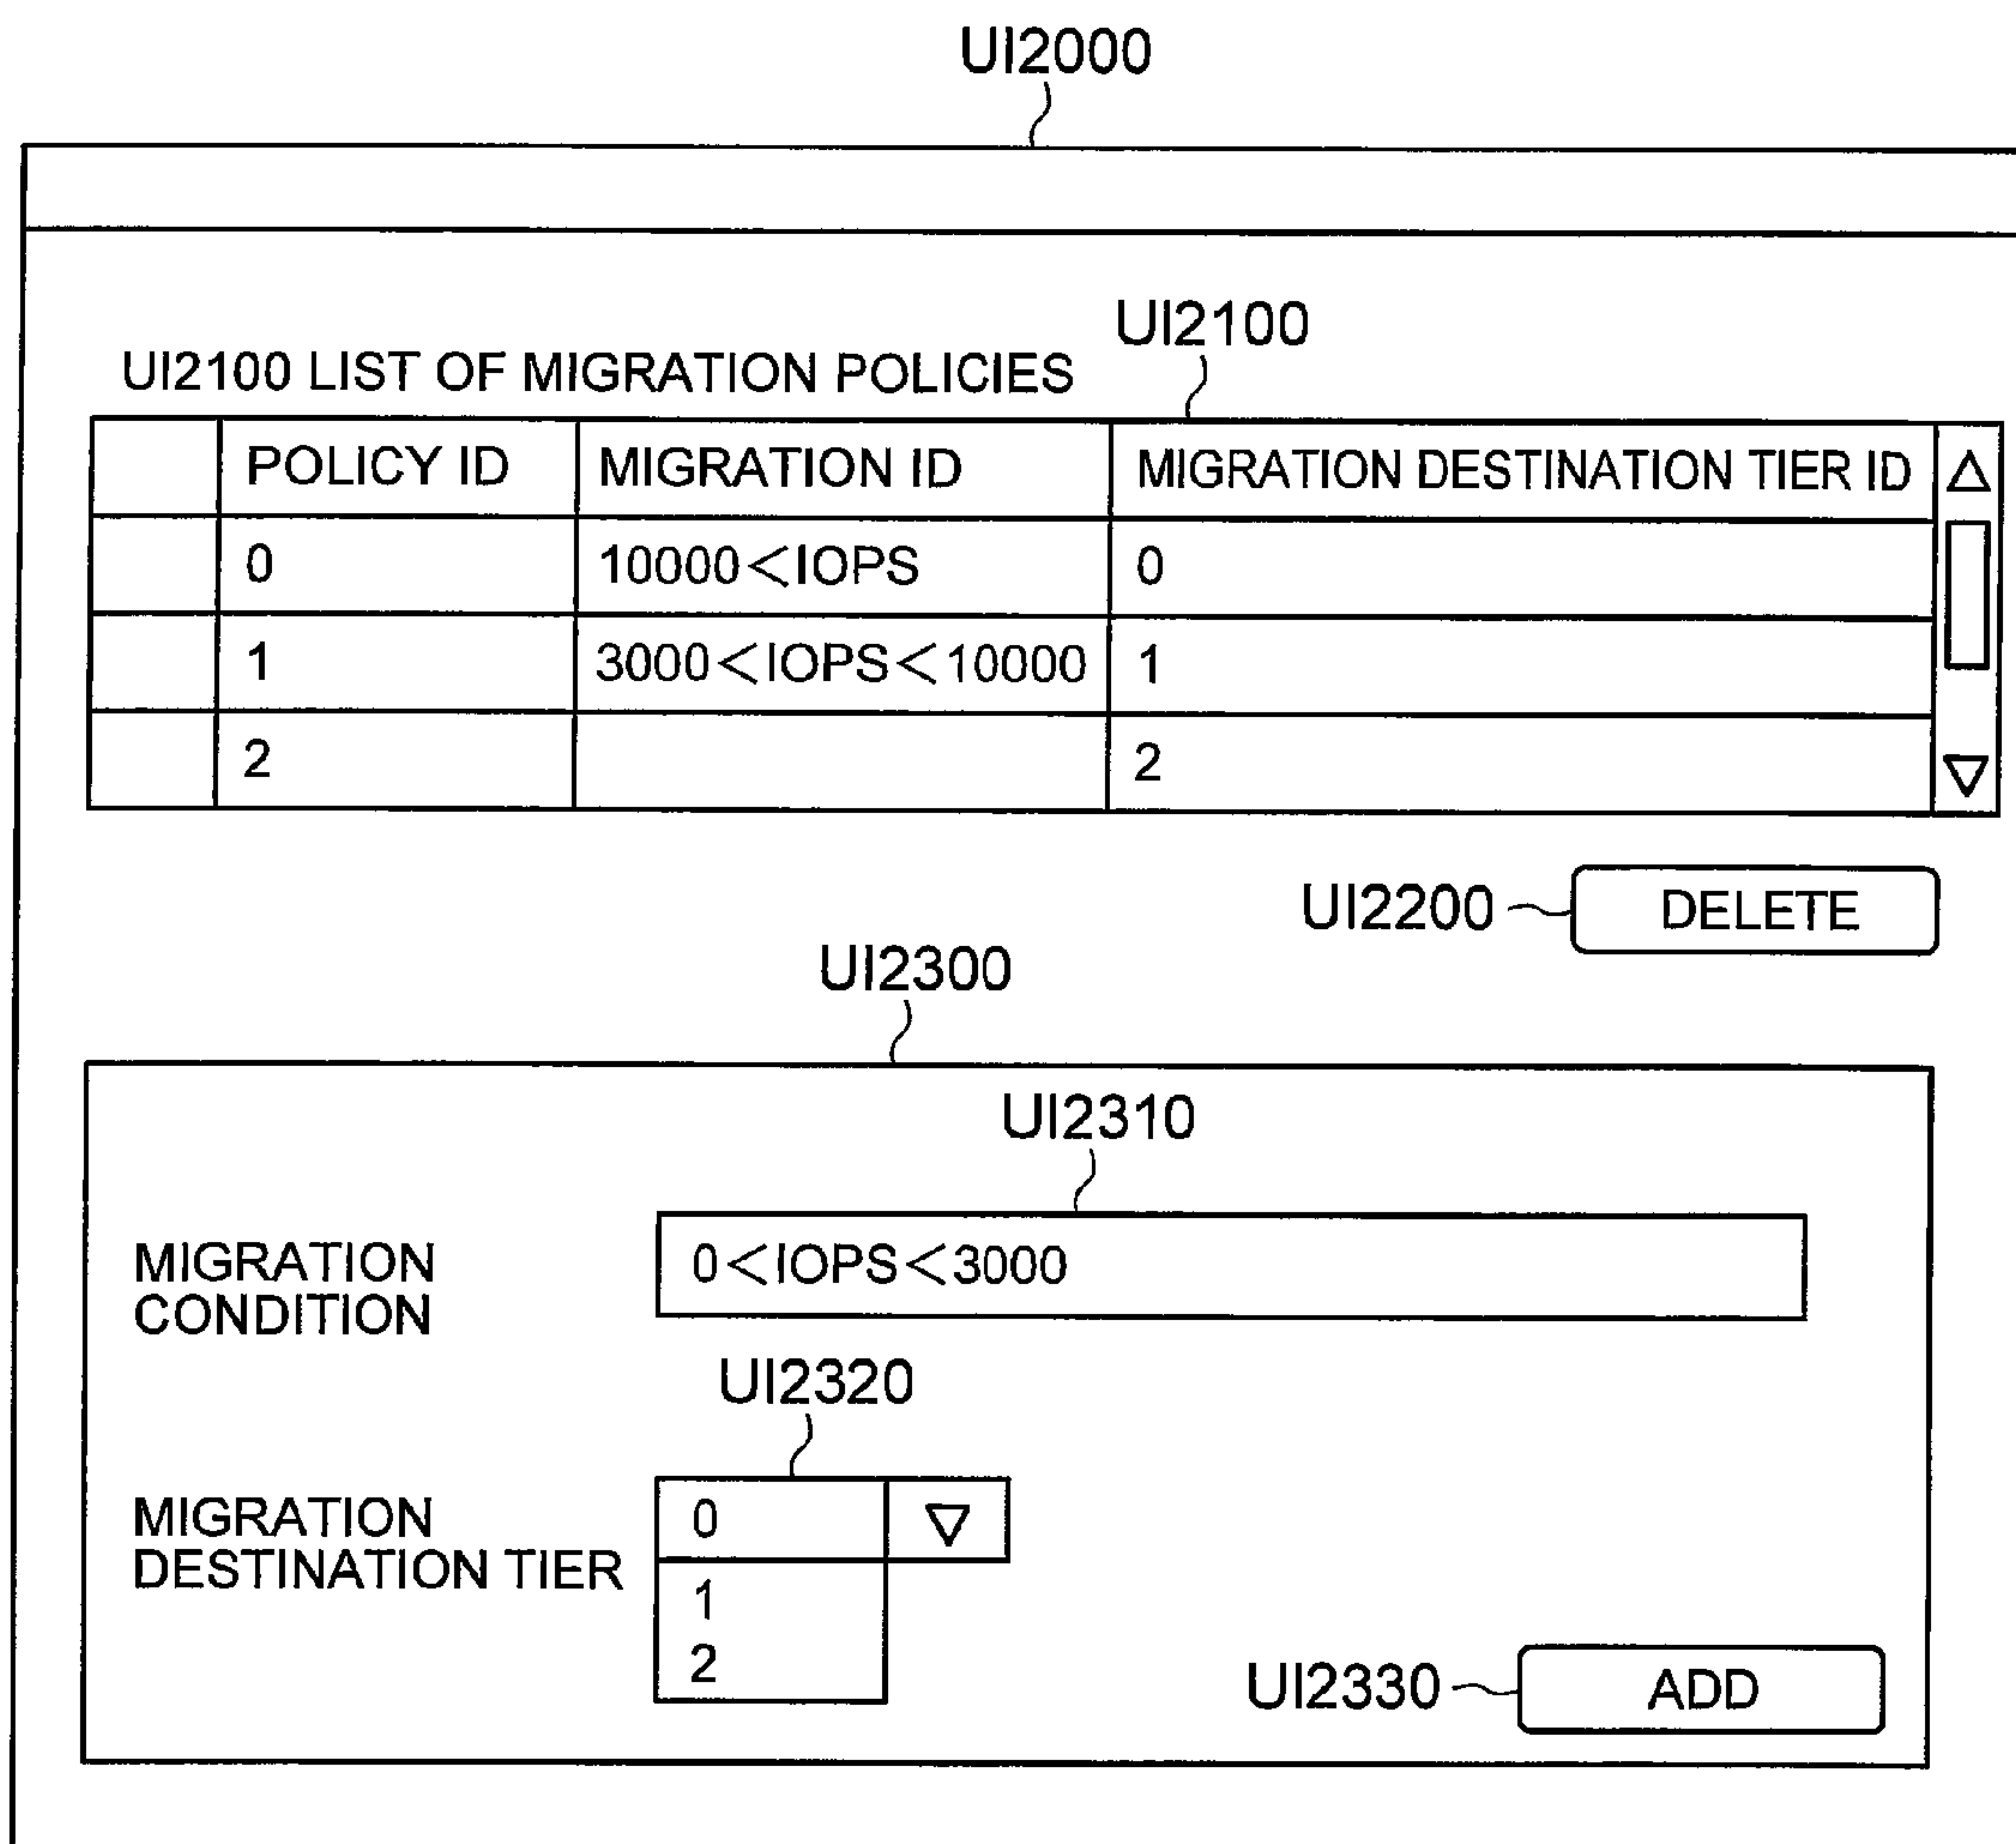 UI2000
UI2100
UI2100 LIST OF MIGRATION POLICIES
POLICY ID MIGRATION ID MIGRATION DESTINATION TIER ID
0 10000<IOPS 0
1 3000<IOPS<10000 1
2 2
UI2200 DELETE
UI2300
UI2310
MIGRATION
CONDITION
0<IOPS<3000
UI2320
MIGRATION
DESTINATION TIER
0
1
2
UI2330 ADD